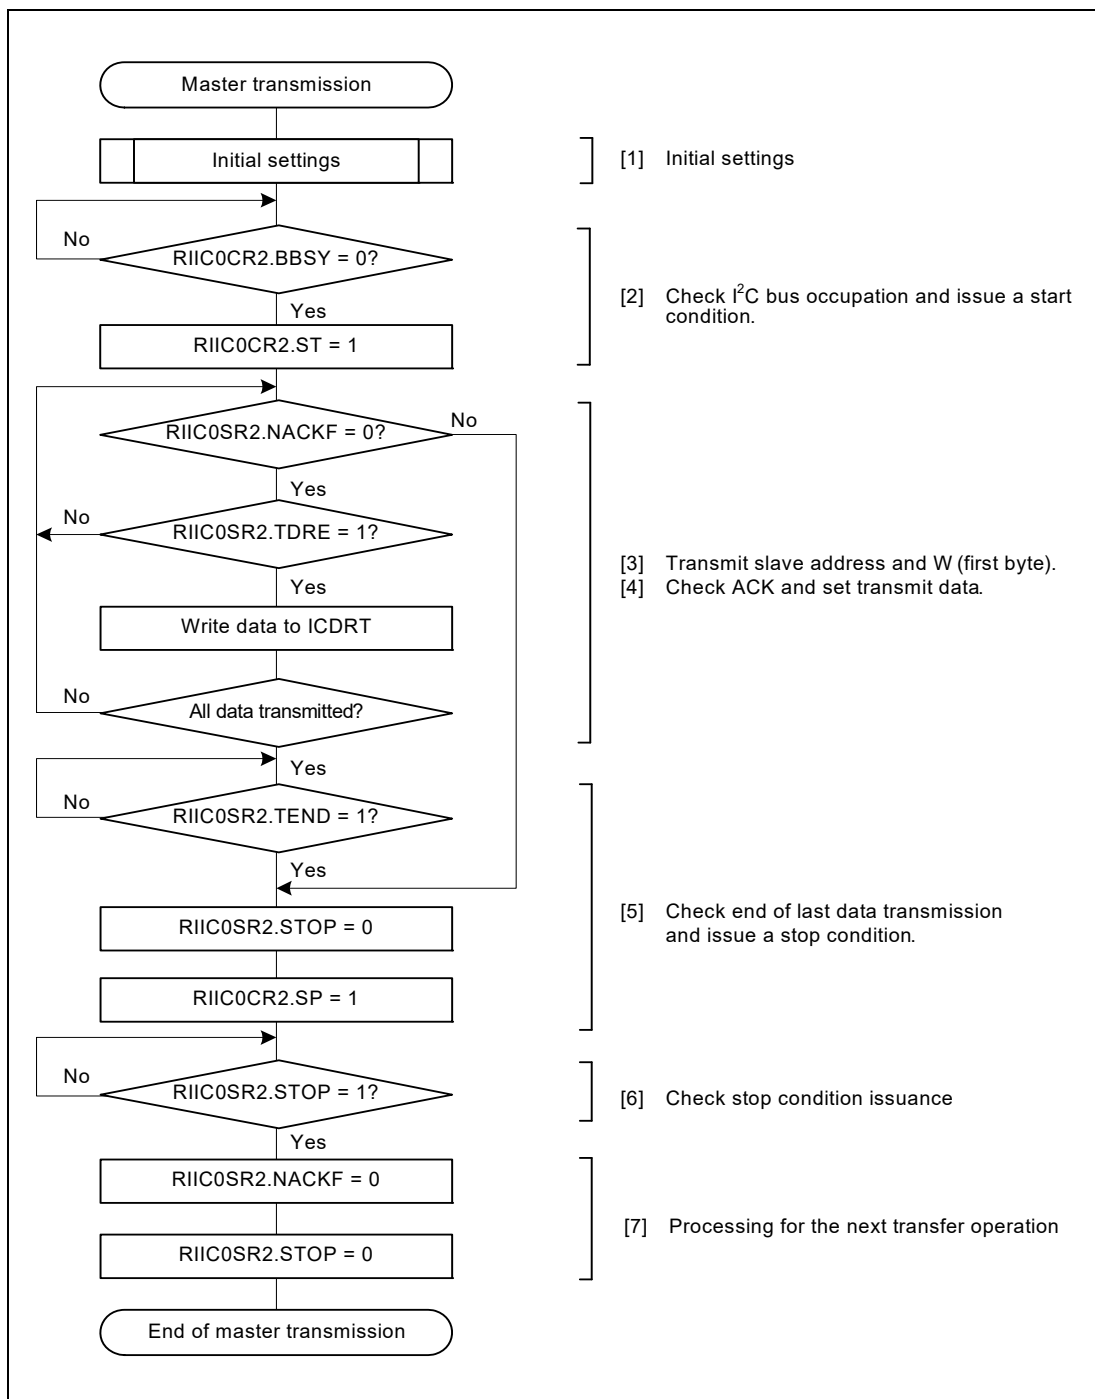 Master transmission
Initial settings
[1] Initial settings
No
RIIC0CR2.BBSY = 0?
Yes
[2] Check I²C bus occupation and issue a start
condition.
RIIC0CR2.ST = 1
No
RIIC0SR2.NACKF = 0?
Yes
No
RIIC0SR2.TDRE = 1?
Yes
[3] Transmit slave address and W (first byte).
[4] Check ACK and set transmit data.
Write data to ICDRT
No
All data transmitted?
Yes
No
RIIC0SR2.TEND = 1?
Yes
RIIC0SR2.STOP = 0
[5] Check end of last data transmission
and issue a stop condition.
RIIC0CR2.SP = 1
No
RIIC0SR2.STOP = 1?
[6] Check stop condition issuance
Yes
RIIC0SR2.NACKF = 0
[7] Processing for the next transfer operation
RIIC0SR2.STOP = 0
End of master transmission